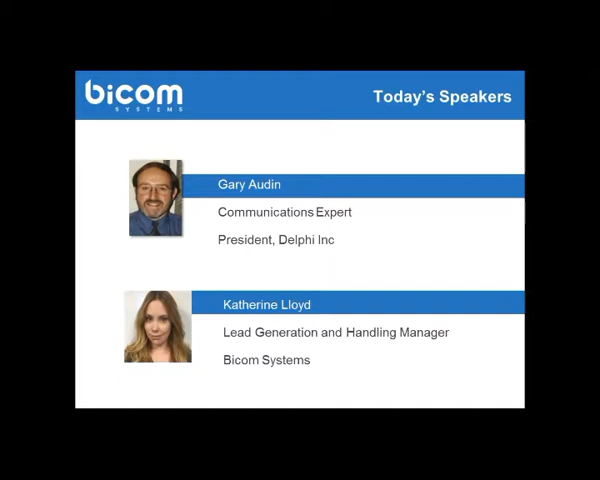 bicom
SYSTEMS
Today's Speakers
Gary Audin
Communications Expert
President, Delphi Inc
Katherine Lloyd
Lead Generation and Handling Manager
Bicom Systems